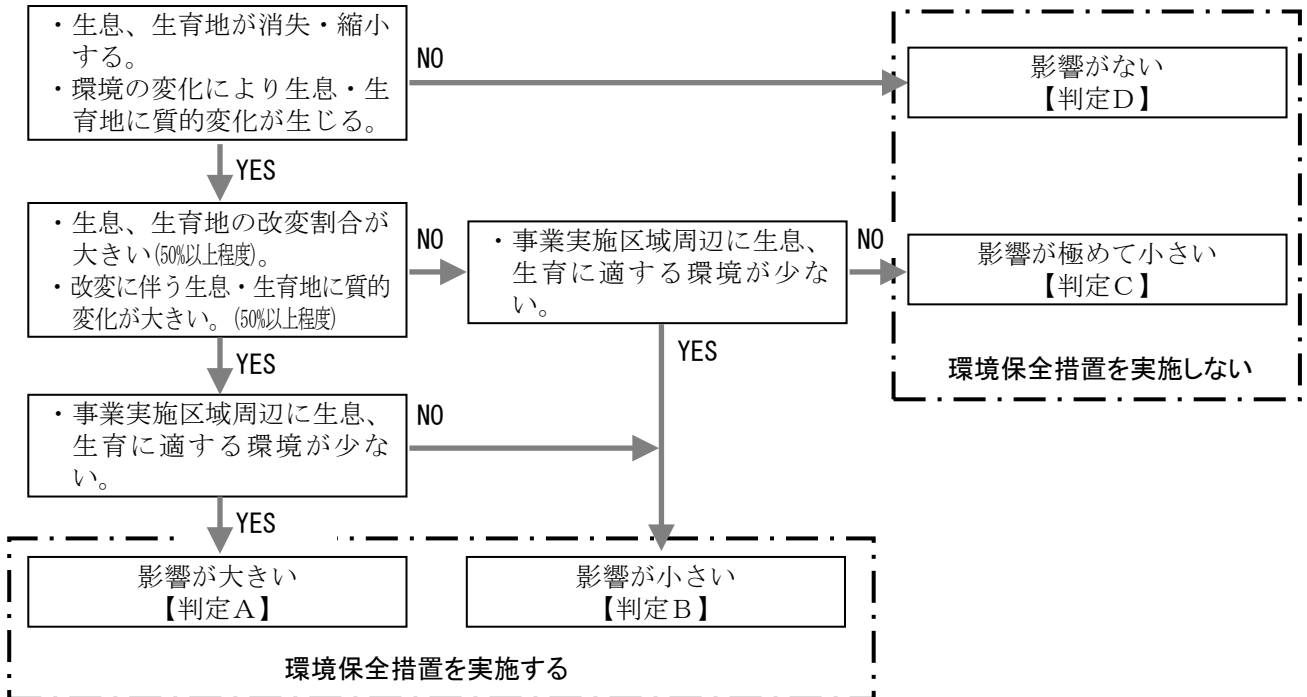 ・生息、生育地が消失・縮小
する。
・環境の変化により生息・生
育地に質的変化が生じる。
NO
影響がない
【判定D】
YES
・生息、生育地の改変割合が
大きい(50%以上程度)。
・改変に伴う生息・生育地に質的
変化が大きい。(50%以上程度)
NO
・事業実施区域周辺に生息、
生育に適する環境が少な
い。
NO
影響が極めて小さい
【判定C】
YES
YES
環境保全措置を実施しない
・事業実施区域周辺に生息、
生育に適する環境が少な
い。
NO
YES
影響が大きい
【判定A】
影響が小さい
【判定B】
環境保全措置を実施する